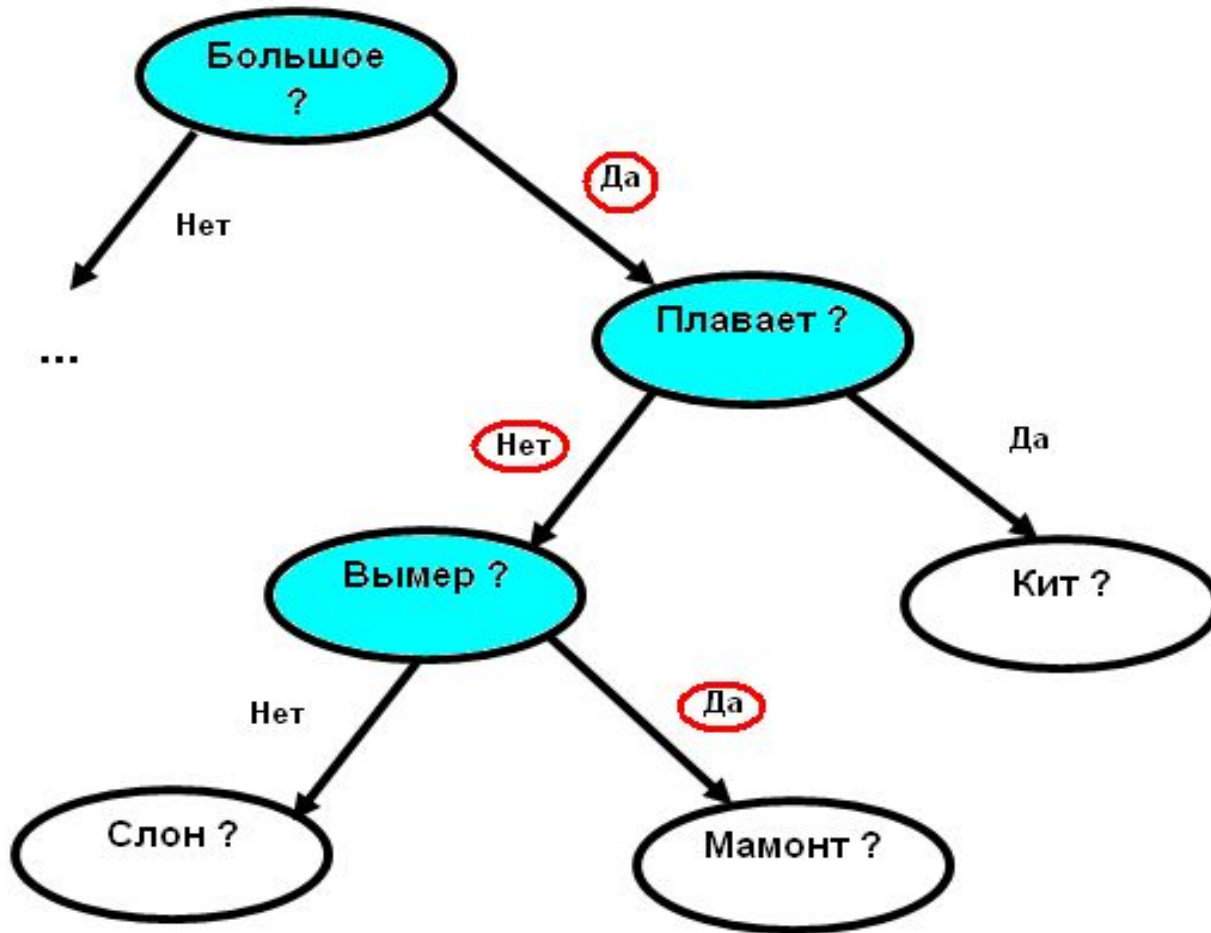 Большое
?
Да
Нет
Плавает ?
...
Нет
Да
Вымер ?
Кит ?
Нет
Да
Слон ?
Мамонт ?